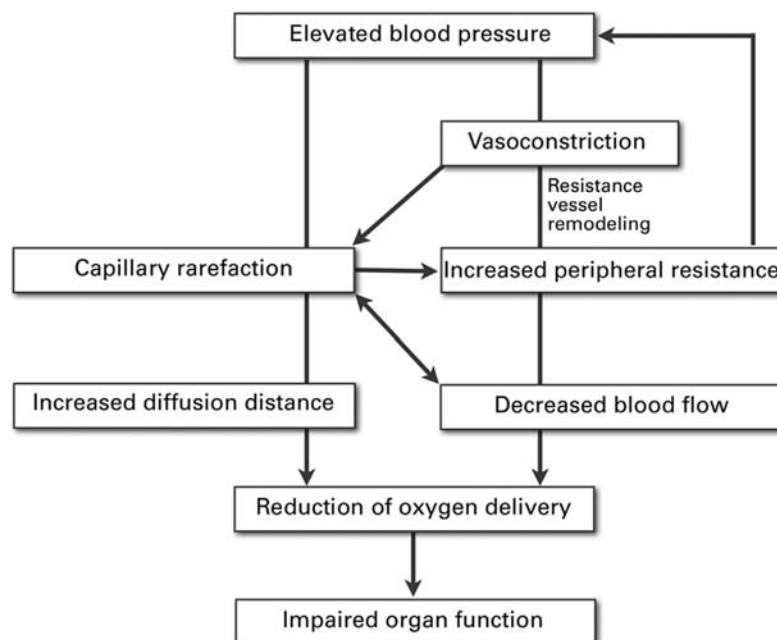 Elevated blood pressure
Vasoconstriction
Resistance
vessel
remodeling
Capillary rarefaction
Increased peripheral resistance
Increased diffusion distance
Decreased blood flow
Reduction of oxygen delivery
Impaired organ function